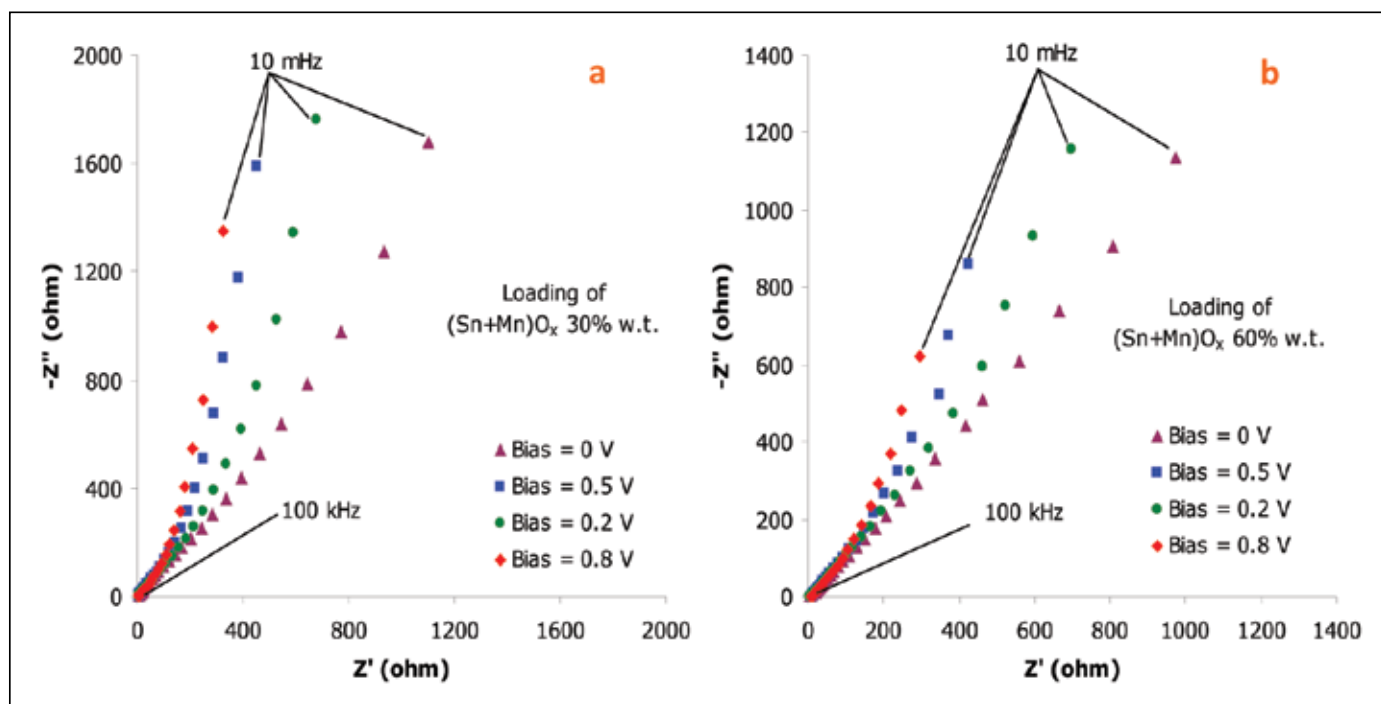 a
10 mHz
2000
1600
1200
800
400
0
-Z'' (ohm)
Loading of
(Sn+Mn)Oₓ 30% w.t.
Bias = 0 V
Bias = 0.5 V
Bias = 0.2 V
Bias = 0.8 V
100 kHz
0 400 800 1200 1600 2000
Z' (ohm)
b
10 mHz
1400
1200
1000
800
600
400
200
0
-Z'' (ohm)
Loading of
(Sn+Mn)Oₓ 60% w.t.
Bias = 0 V
Bias = 0.5 V
Bias = 0.2 V
Bias = 0.8 V
100 kHz
0 200 400 600 800 1000 1200 1400
Z' (ohm)